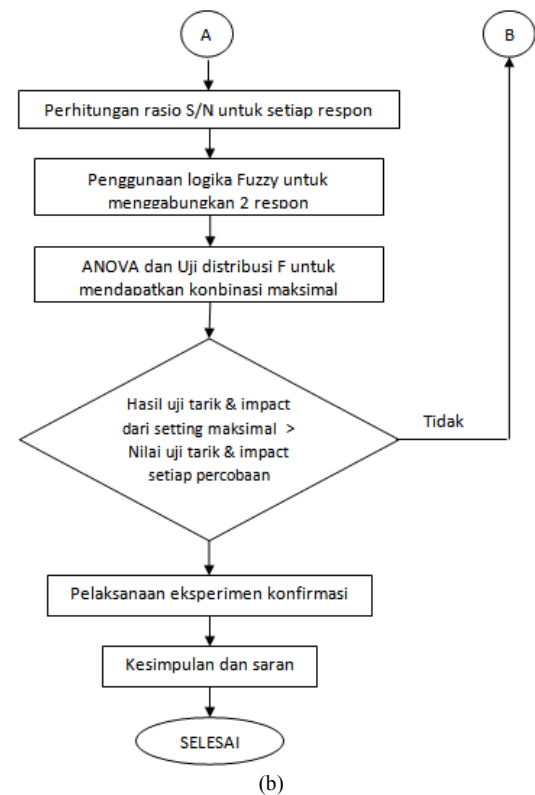 A
B
Perhitungan rasio S/N untuk setiap respon
Penggunaan logika Fuzzy untuk
menggabungkan 2 respon
ANOVA dan Uji distribusi F untuk
mendapatkan konbinasi maksimal
Hasil uji tarik & impact
dari setting maksimal >
Nilai uji tarik & impact
setiap percobaan
Tidak
Pelaksanaan eksperimen konfirmasi
Kesimpulan dan saran
SELESAI
(b)